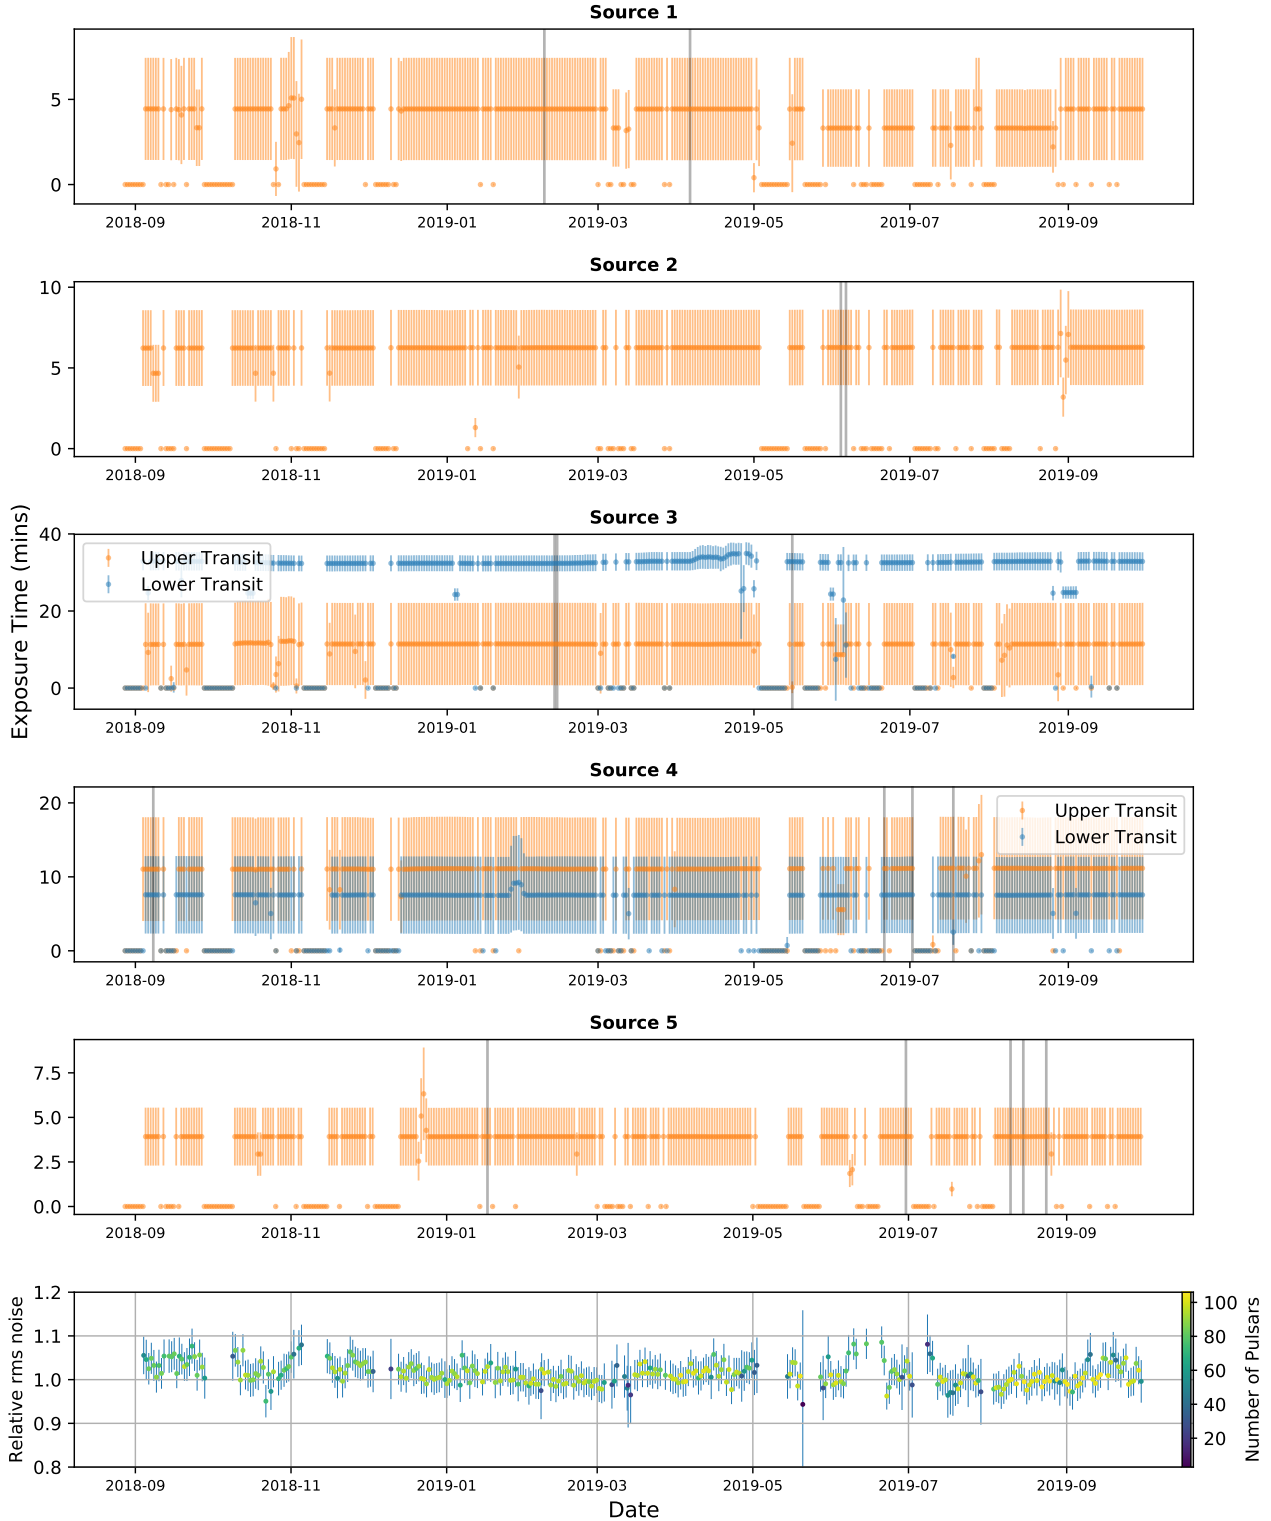 Source 1
5
0
2018-09 2018-11 2019-01 2019-03 2019-05 2019-07 2019-09
Source 2
10
5
0
2018-09 2018-11 2019-01 2019-03 2019-05 2019-07 2019-09
Exposure Time (mins)
Source 3
40
20
0
Upper Transit
Lower Transit
2018-09 2018-11 2019-01 2019-03 2019-05 2019-07 2019-09
Source 4
20
10
0
Upper Transit
Lower Transit
2018-09 2018-11 2019-01 2019-03 2019-05 2019-07 2019-09
Source 5
7.5
5.0
2.5
0.0
2018-09 2018-11 2019-01 2019-03 2019-05 2019-07 2019-09
Relative rms noise
1.2
1.1
1.0
0.9
0.8
2018-09 2018-11 2019-01 2019-03 2019-05 2019-07 2019-09
Date
100
80
60
40
20
Number of Pulsars